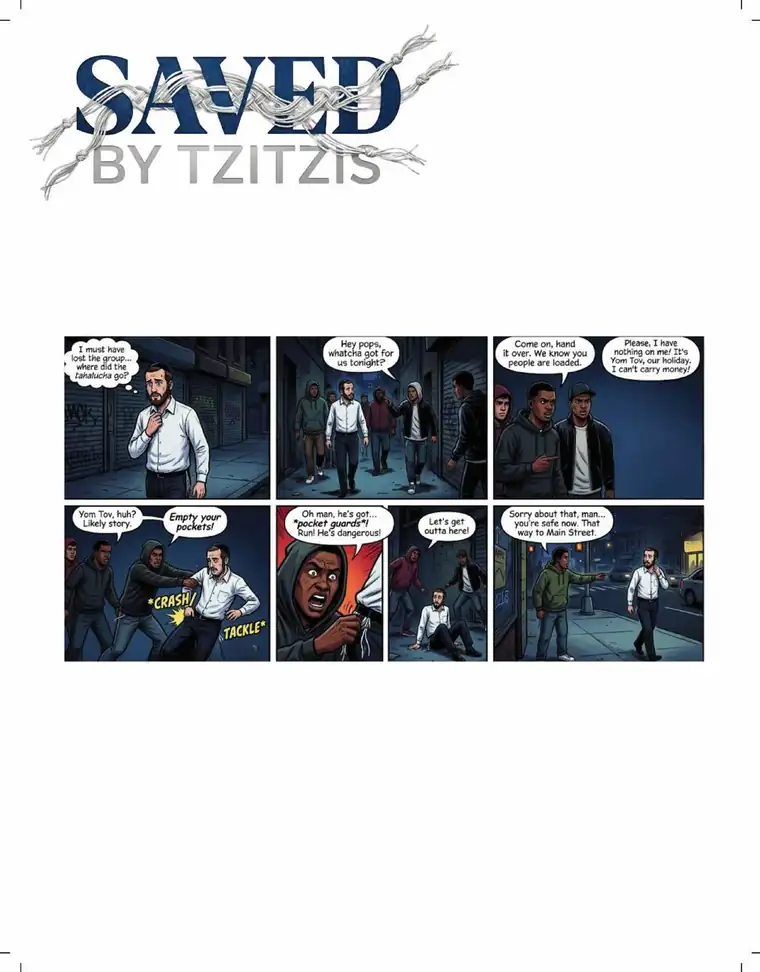 SAVED
BY TZITZIS
I must have
lost the group...
where did the
tahalucha go?
Hey pops,
whatcha got for
us tonight?
Come on, hand
it over. We know you
people are loaded.
Please, I have
nothing on me! It's
Yom Tov, our holiday.
I can't carry money!
Yom Tov, huh?
Likely story.
Empty your
pockets!
*CRASH/
TACKLE*
Oh man, he's got...
*pocket guards*!
Run! He's dangerous!
Let's get
outta here!
Sorry about that, man...
you're safe now. That
way to Main Street.